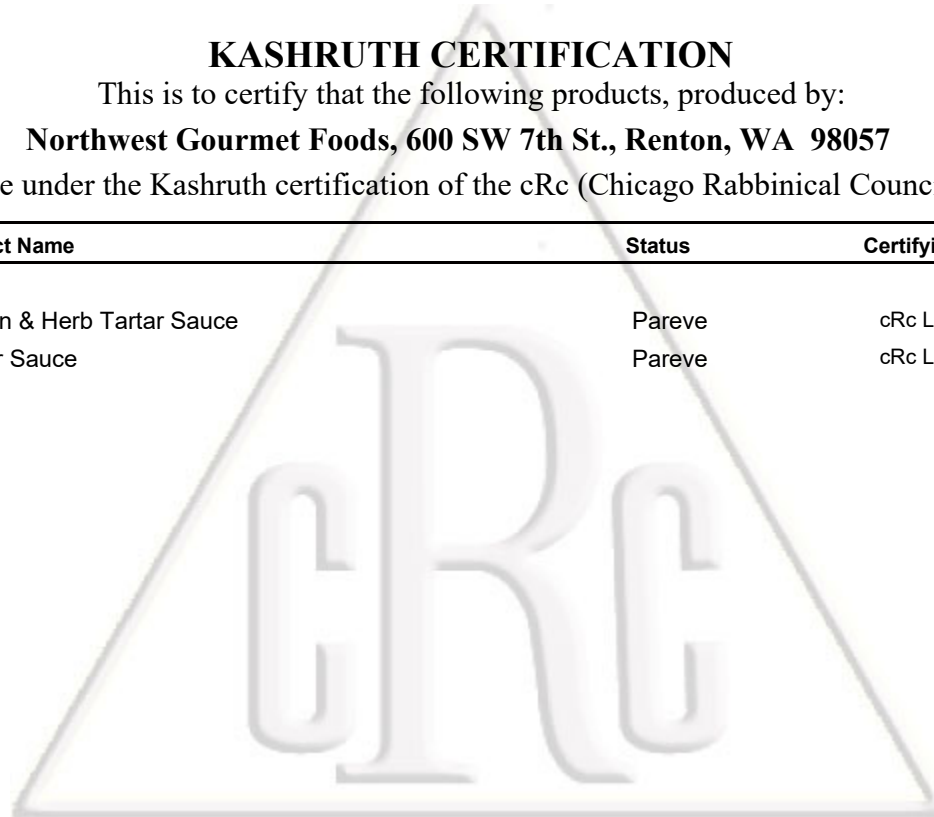 KASHRUTH CERTIFICATION
This is to certify that the following products, produced by:
Northwest Gourmet Foods, 600 SW 7th St., Renton, WA 98057
under the Kashruth certification of the cRc (Chicago Rabbinical
Name Status
& Herb Tartar Sauce Pareve cRc
Sauce Pareve cRc
cRc